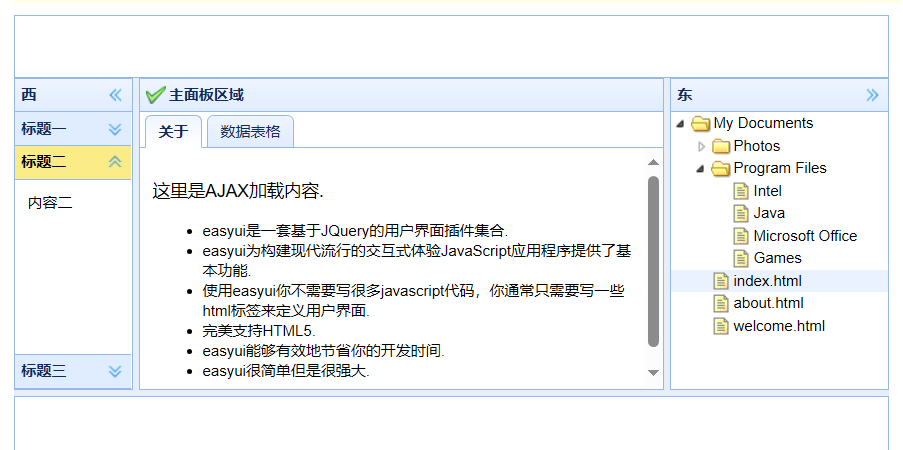 西
标题一
标题二
内容二
标题三
主面板区域
关于
数据表格
这里是AJAX加载内容.
easyui是一套基于JQuery的用户界面插件集合.
easyui为构建现代流行的交互式体验JavaScript应用程序提供了基
本功能.
使用easyui你不需要写很多javascript代码，你通常只需要写一些
html标签来定义用户界面.
完美支持HTML5.
easyui能够有效地节省你的开发时间.
easyui很简单但是很强大.
东
My Documents
Photos
Program Files
Intel
Java
Microsoft Office
Games
index.html
about.html
welcome.html